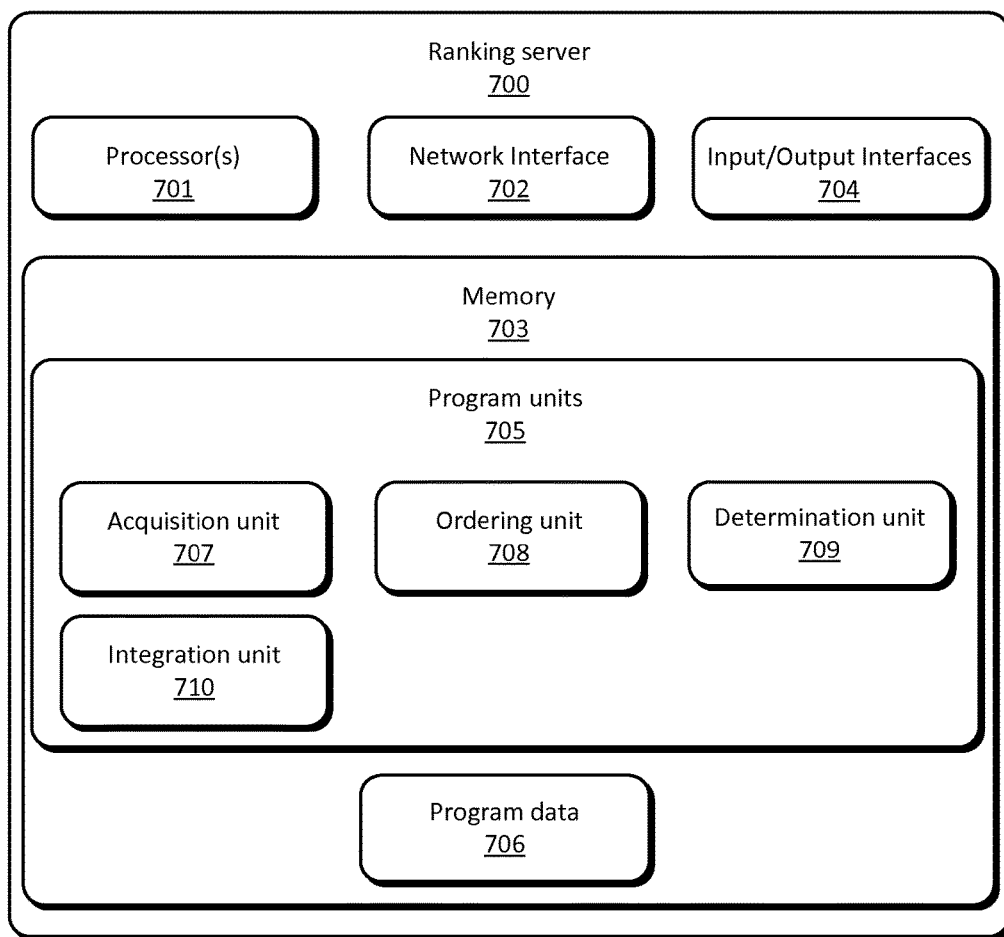 Ranking server
700
Processor(s)
701
Network Interface
702
Input/Output Interfaces
704
Memory
703
Program units
705
Acquisition unit
707
Ordering unit
708
Determination unit
709
Integration unit
710
Program data
706